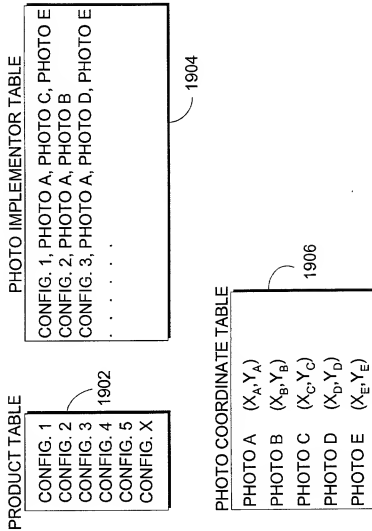 PRODUCT TABLE
CONFIG. 1
CONFIG. 2
CONFIG. 3
CONFIG. 4
CONFIG. 5
CONFIG. X
1902
PHOTO IMPLEMENTOR TABLE
CONFIG. 1, PHOTO A, PHOTO C, PHOTO E
CONFIG. 2, PHOTO A, PHOTO B
CONFIG. 3, PHOTO A, PHOTO D, PHOTO E
. . . . . .
1904
PHOTO COORDINATE TABLE
PHOTO A (X_A,Y_A)
PHOTO B (X_B,Y_B)
PHOTO C (X_C,Y_C)
PHOTO D (X_D,Y_D)
PHOTO E (X_E,Y_E)
1906